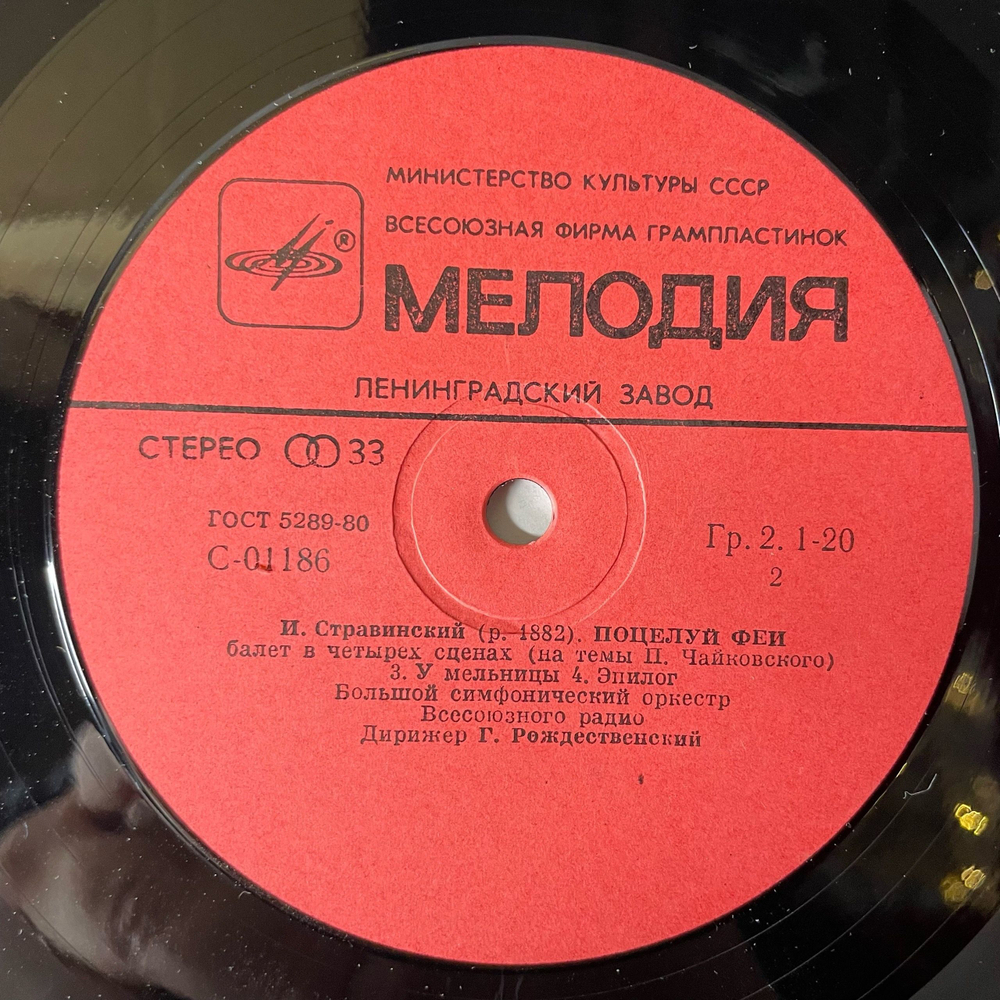 МИНИСТЕРСТВО КУЛЬТУРЫ СССР
ВСЕСОЮЗНАЯ ФИРМА ГРАМПЛАСТИНОК
®
МЕЛОДИЯ
ЛЕНИНГРАДСКИЙ ЗАВОД
СТЕРЕО 33
ГОСТ 5289-80
С-01186
Гр. 2. 1-20
2
И. Стравинский (р. 1882). ПОЦЕЛУЙ ФЕИ
балет в четырех сценах (на темы П. Чайковского)
3. У мельницы 4. Эпилог
Большой симфонический оркестр
Всесоюзного радио
Дирижер Г. Рождественский